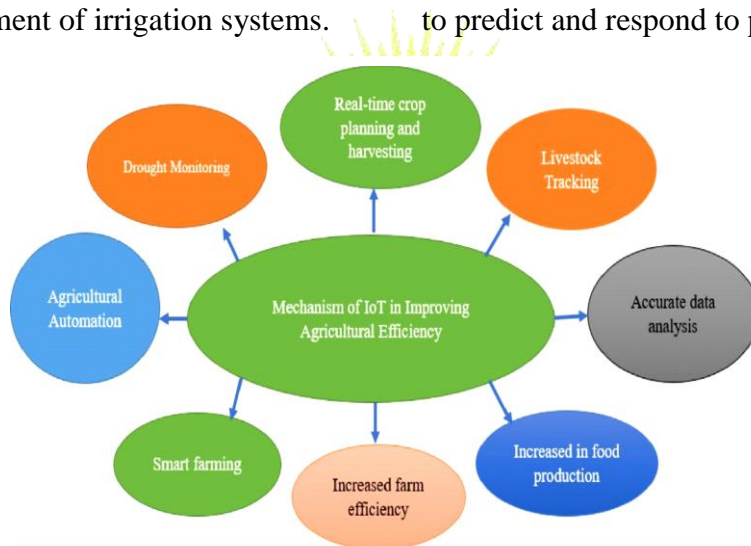 ment of irrigation systems.
to predict and respond to p
Real-time crop
planning and
harvesting
Drought Monitoring
Livestock
Tracking
Agricultural
Automation
Mechanism of IoT in Improving
Agricultural Efficiency
Accurate data
analysis
Smart farming
Increased farm
efficiency
Increased in food
production